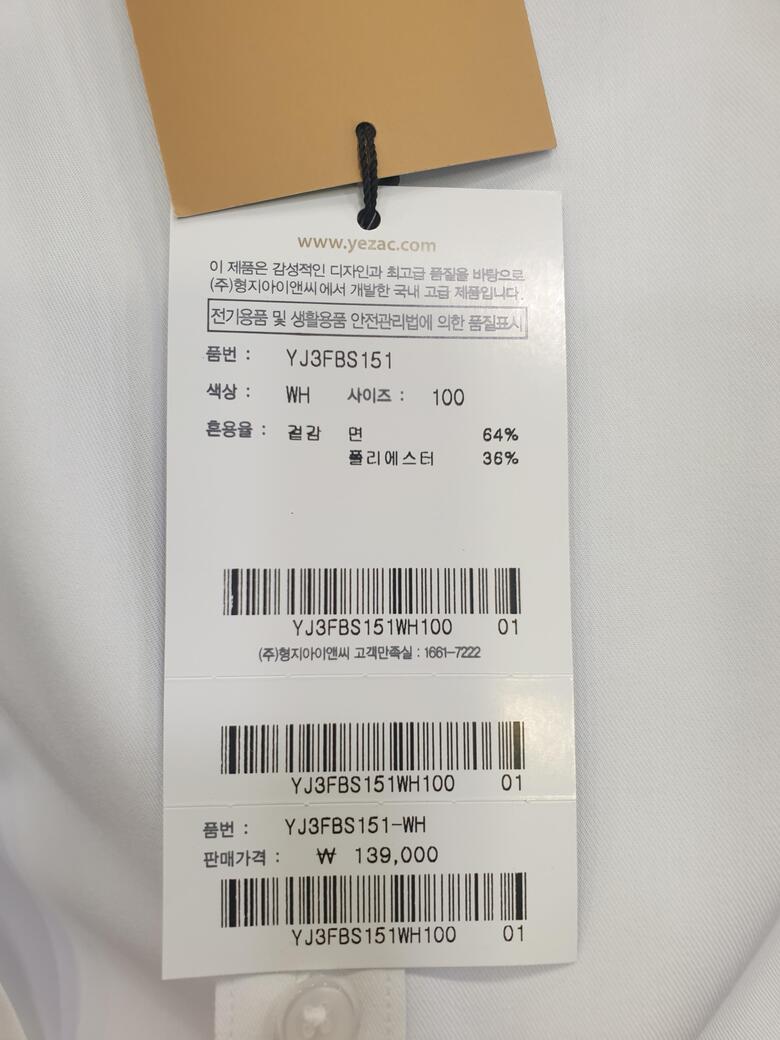 www.yezac.com
이 제품은 감성적인 디자인과 최고급 품질을 바탕으로
(주)형지아이앤씨에서 개발한 국내 고급 제품입니다.
전기용품 및 생활용품 안전관리법에 의한 품질표시
품번 : YJ3FBS151
색상 : WH 사이즈 : 100
혼용율 : 겉감 면 64%
폴리에스터 36%
YJ3FBS151WH100 01
(주)형지아이앤씨 고객만족실 : 1661-7222
YJ3FBS151WH100 01
품번 : YJ3FBS151-WH
판매가격 : ₩ 139,000
YJ3FBS151WH100 01